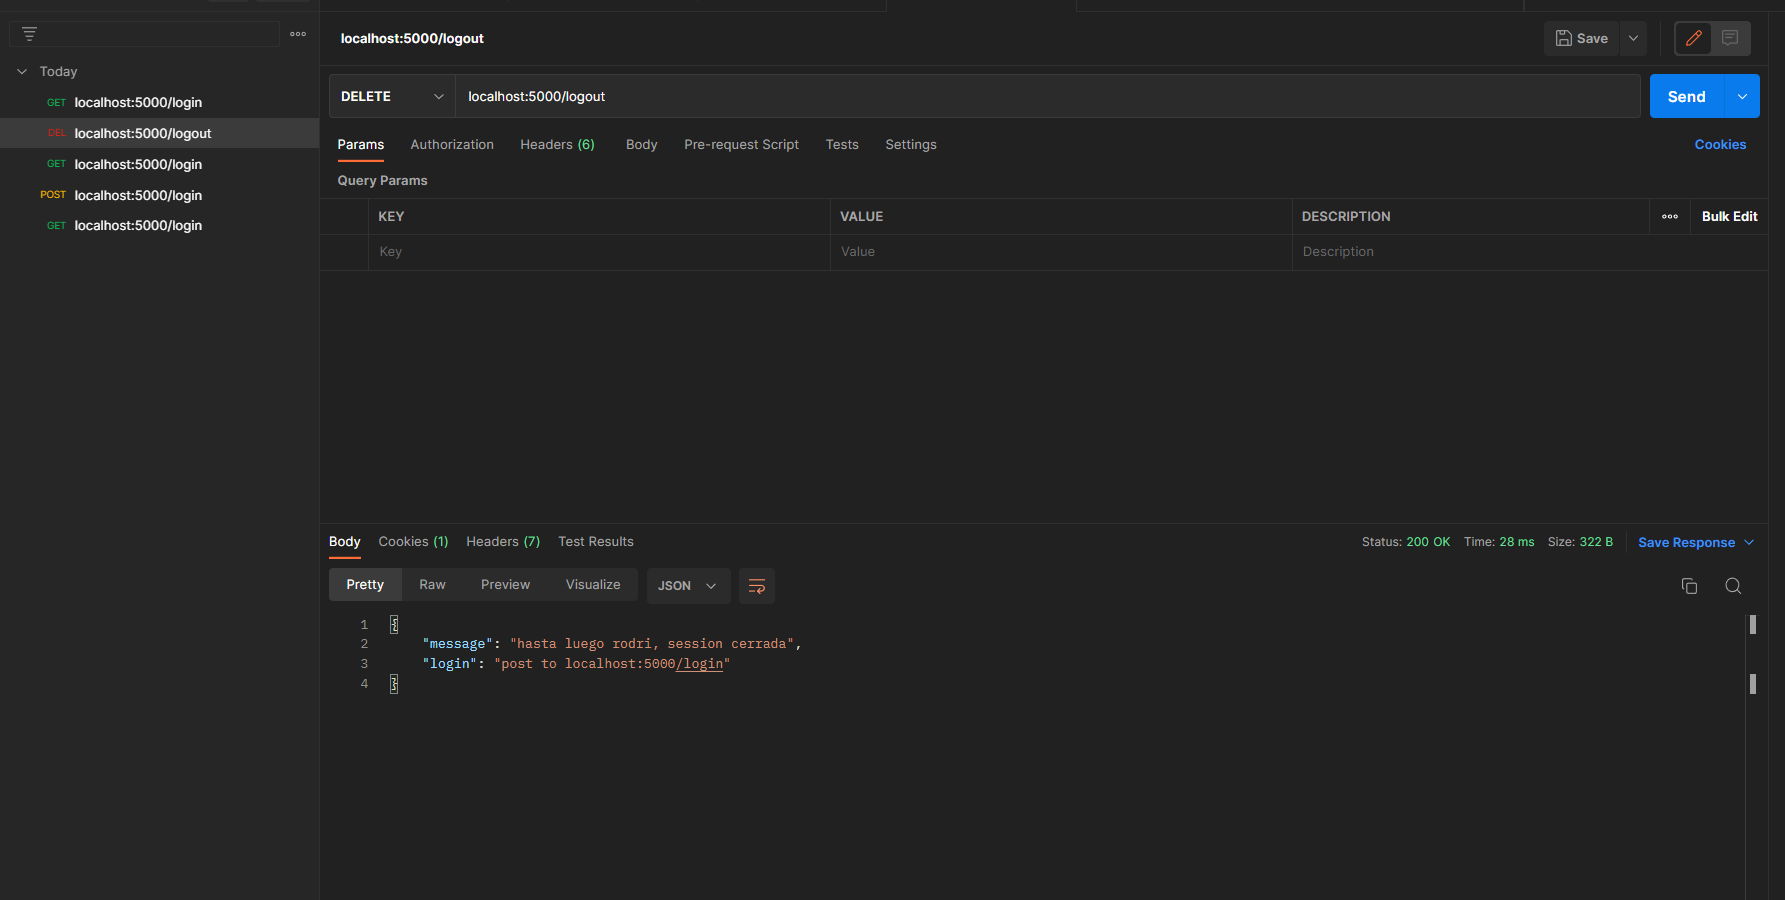 localhost:5000/logout
Save
Today
GET localhost:5000/login
DEL localhost:5000/logout
GET localhost:5000/login
POST localhost:5000/login
GET localhost:5000/login
DELETE localhost:5000/logout Send
Params Authorization Headers (6) Body Pre-request Script Tests Settings Cookies
Query Params
KEY VALUE DESCRIPTION Bulk Edit
Key Value Description
Body Cookies (1) Headers (7) Test Results Status: 200 OK Time: 28 ms Size: 322 B Save Response
Pretty Raw Preview Visualize JSON
1 {
2 "message": "hasta luego rodri, session cerrada",
3 "login": "post to localhost:5000/login"
4 }